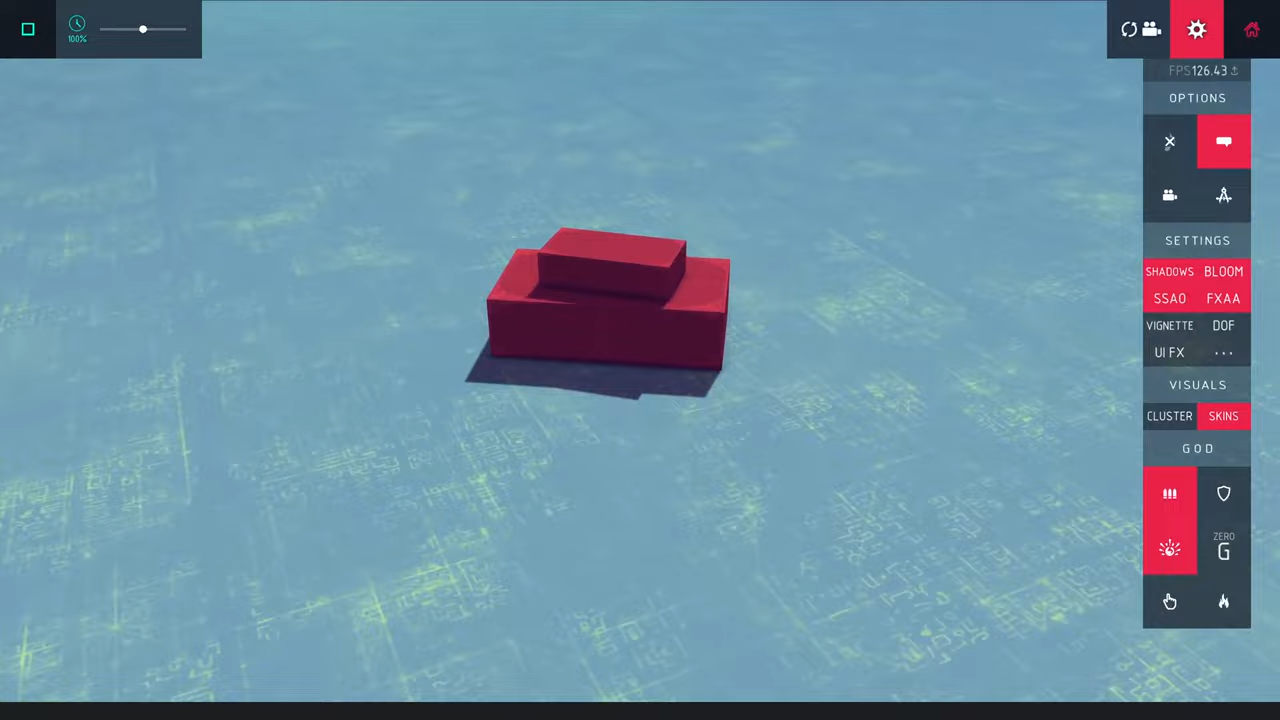 100%
FPS126.43
OPTIONS
SETTINGS
SHADOWS BLOOM
SSAO FXAA
VIGNETTE DOF
UI FX ...
VISUALS
CLUSTER SKINS
GOD
ZERO
G